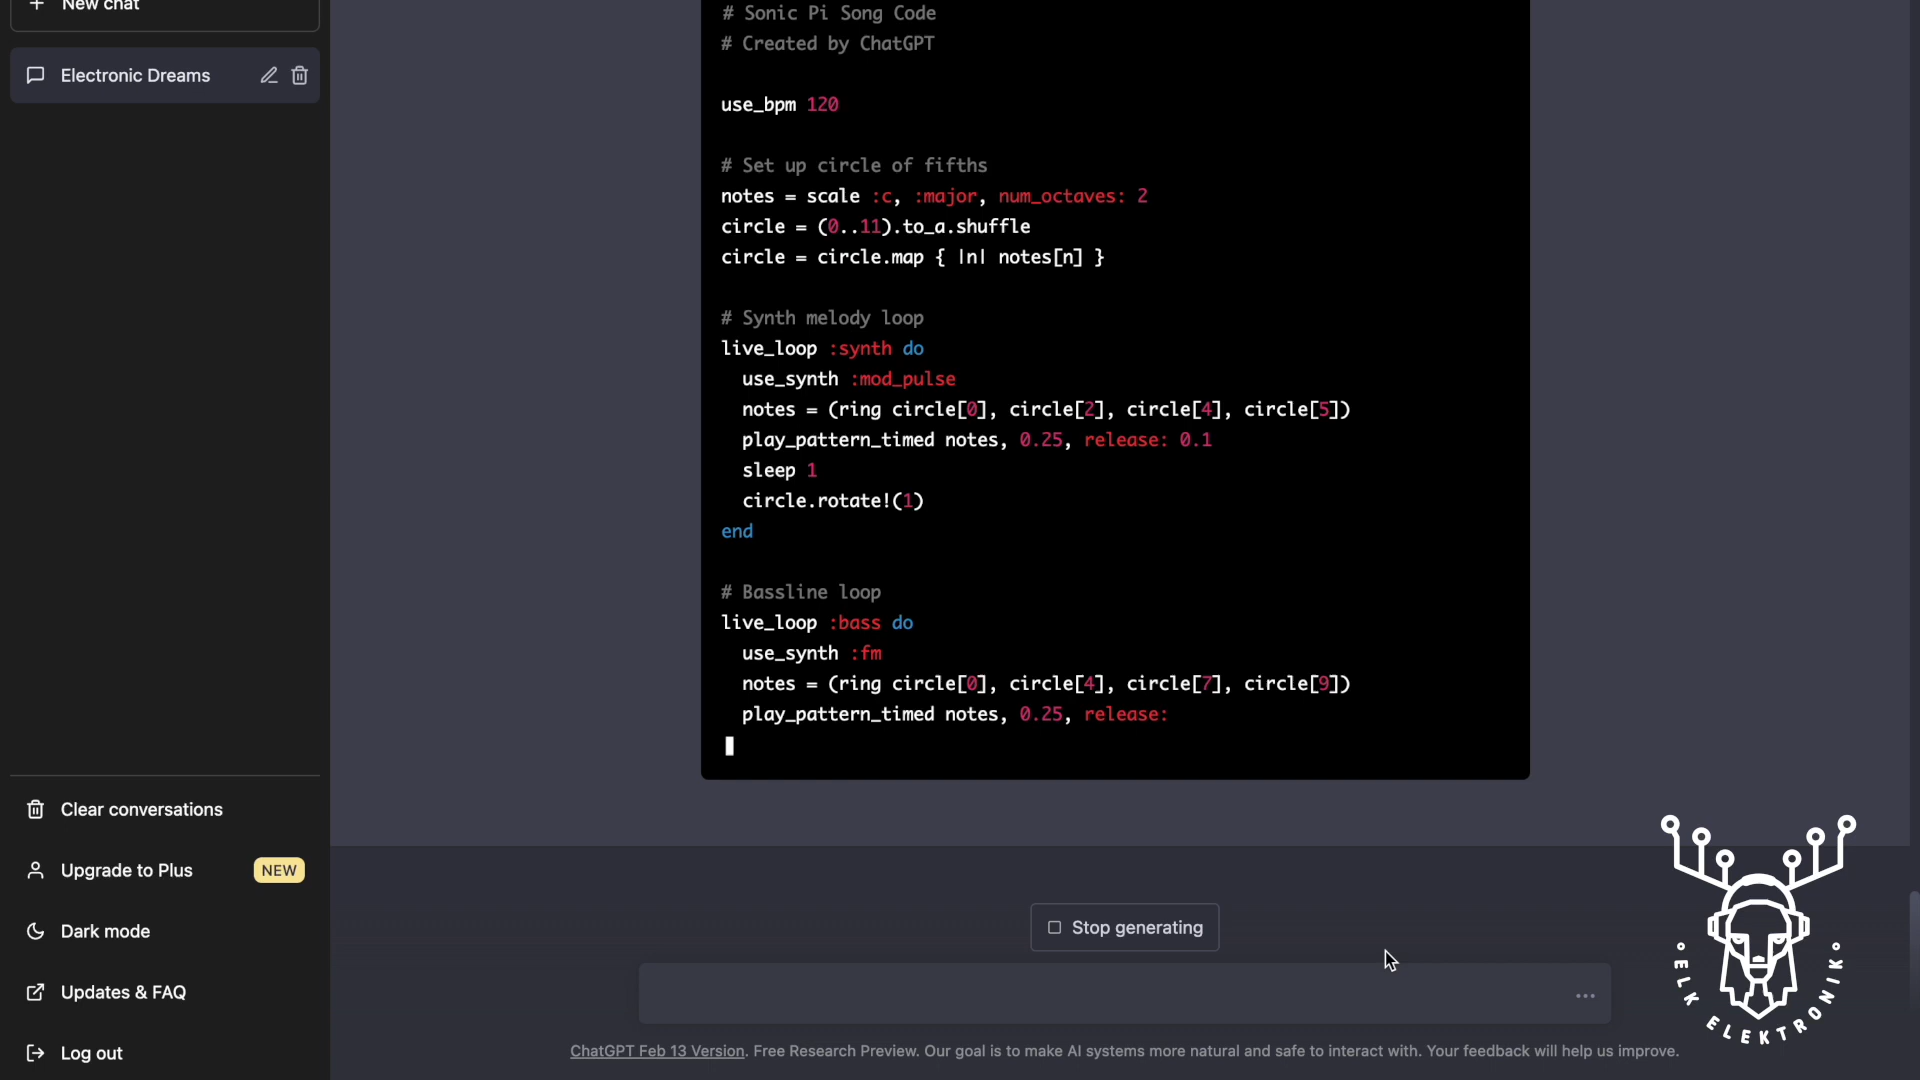 New chat
Electronic Dreams
Clear conversations
Upgrade to Plus NEW
Dark mode
Updates & FAQ
Log out
# Sonic Pi Song Code
# Created by ChatGPT
use_bpm 120
# Set up circle of fifths
notes = scale :c, :major, num_octaves: 2
circle = (0..11).to_a.shuffle
circle = circle.map { |n| notes[n] }
# Synth melody loop
live_loop :synth do
use_synth :mod_pulse
notes = (ring circle[0], circle[2], circle[4], circle[5])
play_pattern_timed notes, 0.25, release: 0.1
sleep 1
circle.rotate!(1)
end
# Bassline loop
live_loop :bass do
use_synth :fm
notes = (ring circle[0], circle[4], circle[7], circle[9])
play_pattern_timed notes, 0.25, release:
Stop generating
ChatGPT Feb 13 Version. Free Research Preview. Our goal is to make AI systems more natural and safe to interact with. Your feedback will help us improve.
ELK ELEKTRONIK